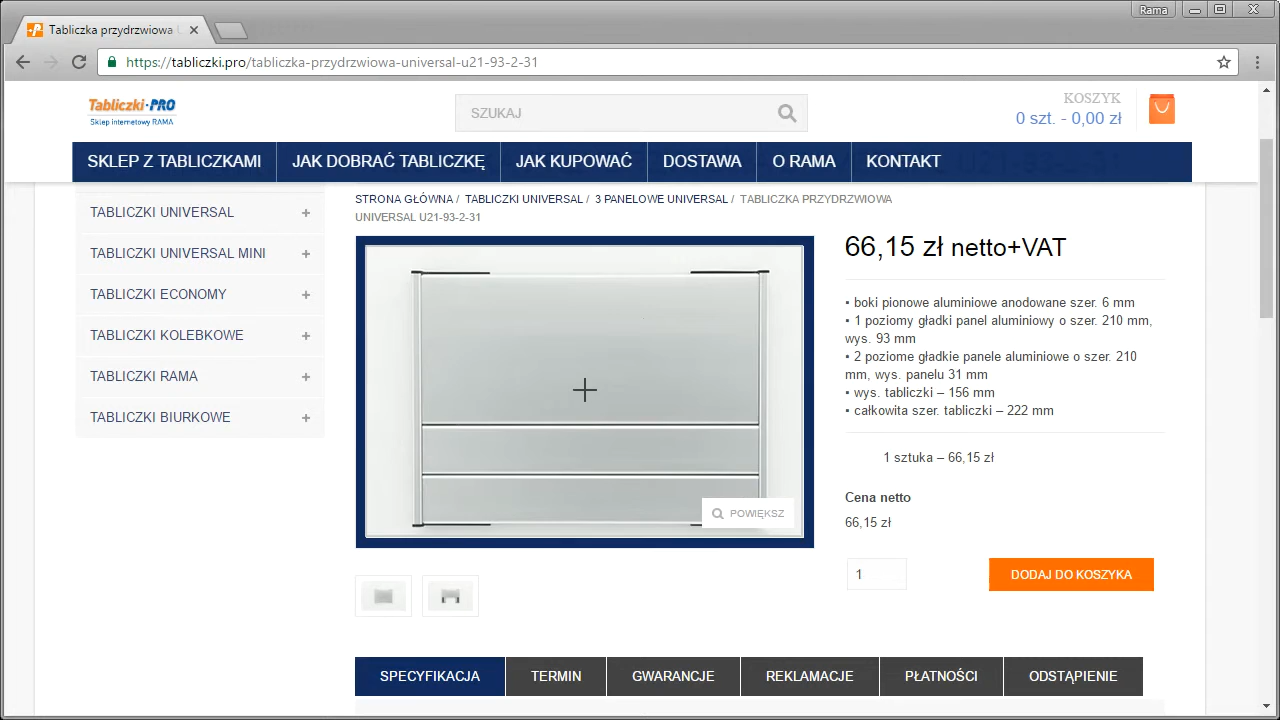 Rama
Tabliczka przydrzwiowa
https://tabliczki.pro/tabliczka-przydrzwiowa-universal-u21-93-2-31
Tabliczki·PRO
Sklep internetowy RAMA
SZUKAJ
KOSZYK
0 szt. - 0,00 zł
SKLEP Z TABLICZKAMI JAK DOBRAĆ TABLICZKĘ JAK KUPOWAĆ DOSTAWA O RAMA KONTAKT
TABLICZKI UNIVERSAL +
TABLICZKI UNIVERSAL MINI +
TABLICZKI ECONOMY +
TABLICZKI KOLEBKOWE +
TABLICZKI RAMA +
TABLICZKI BIURKOWE +
STRONA GŁÓWNA / TABLICZKI UNIVERSAL / 3 PANELOWE UNIVERSAL / TABLICZKA PRZYDRZWIOWA
UNIVERSAL U21-93-2-31
POWIĘKSZ
66,15 zł netto+VAT
▪ boki pionowe aluminiowe anodowane szer. 6 mm
▪ 1 poziomy gładki panel aluminiowy o szer. 210 mm,
wys. 93 mm
▪ 2 poziome gładkie panele aluminiowe o szer. 210
mm, wys. panelu 31 mm
▪ wys. tabliczki – 156 mm
▪ całkowita szer. tabliczki – 222 mm
1 sztuka – 66,15 zł
Cena netto
66,15 zł
1
DODAJ DO KOSZYKA
SPECYFIKACJA TERMIN GWARANCJE REKLAMACJE PŁATNOŚCI ODSTĄPIENIE